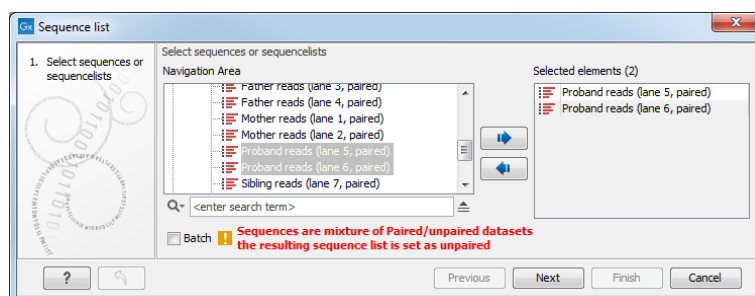 Gx Sequence list
1. Select sequences or
sequencelists
Select sequences or sequencelists
Navigation Area
Father reads (lane 3, paired)
Father reads (lane 4, paired)
Mother reads (lane 1, paired)
Mother reads (lane 2, paired)
Proband reads (lane 5, paired)
Proband reads (lane 6, paired)
Sibling reads (lane 7, paired)
<enter search term>
Batch
Sequences are mixture of Paired/unpaired datasets
the resulting sequence list is set as unpaired
Selected elements (2)
Proband reads (lane 5, paired)
Proband reads (lane 6, paired)
?
Previous
Next
Finish
Cancel